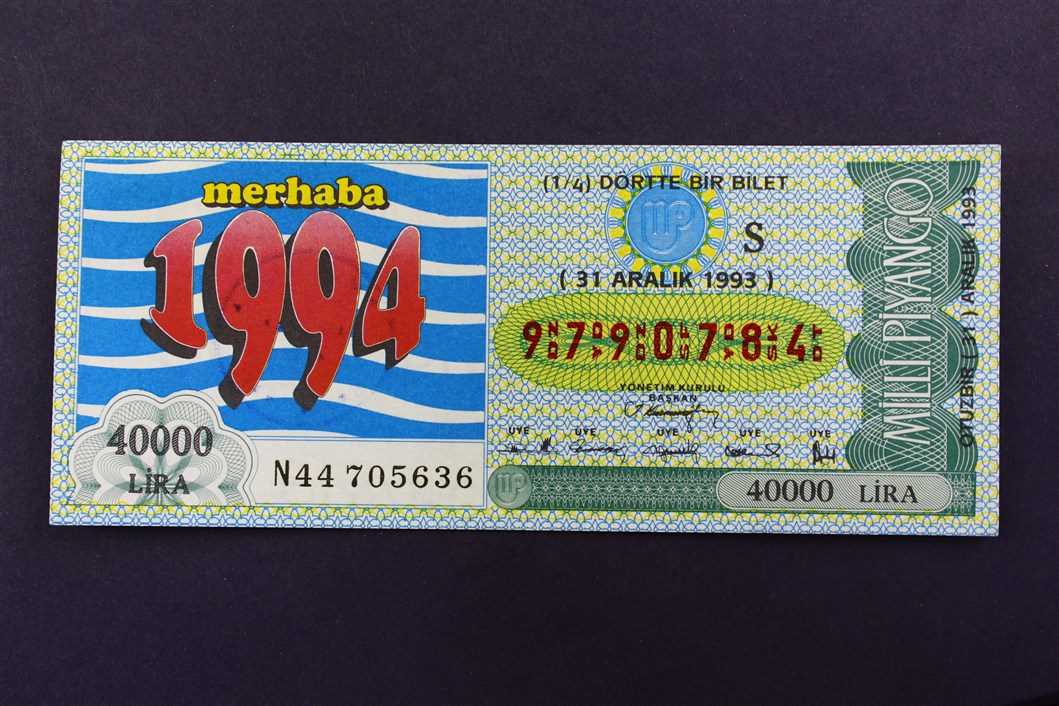 merhaba
1994
40000
LİRA
N44 705636
(1/4) DÖRTTE BİR BİLET
MP
S
( 31 ARALIK 1993 )
9 7 9 0 7 8 4
YÖNETİM KURULU
BAŞKAN
ÜYE ÜYE ÜYE ÜYE ÜYE
MP
40000 LİRA
MİLLİ PİYANGO
OTUZBİR ( 31 ) ARALIK 1993